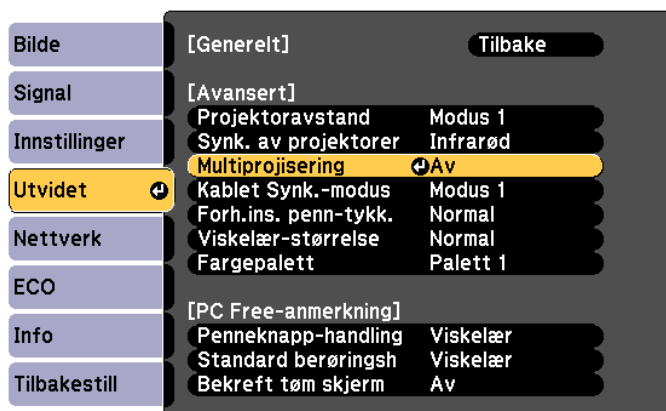 Bilde
Signal
Innstillinger
Utvidet
Nettverk
ECO
Info
Tilbakestill
[Generelt] Tilbake
[Avansert]
Projektoravstand Modus 1
Synk. av projektorer Infrarød
Multiprojisering Av
Kablet Synk.-modus Modus 1
Forh.ins. penn-tykk. Normal
Viskelær-størrelse Normal
Fargepalett Palett 1
[PC Free-anmerkning]
Penneknapp-handling Viskelær
Standard berøringsh Viskelær
Bekreft tøm skjerm Av